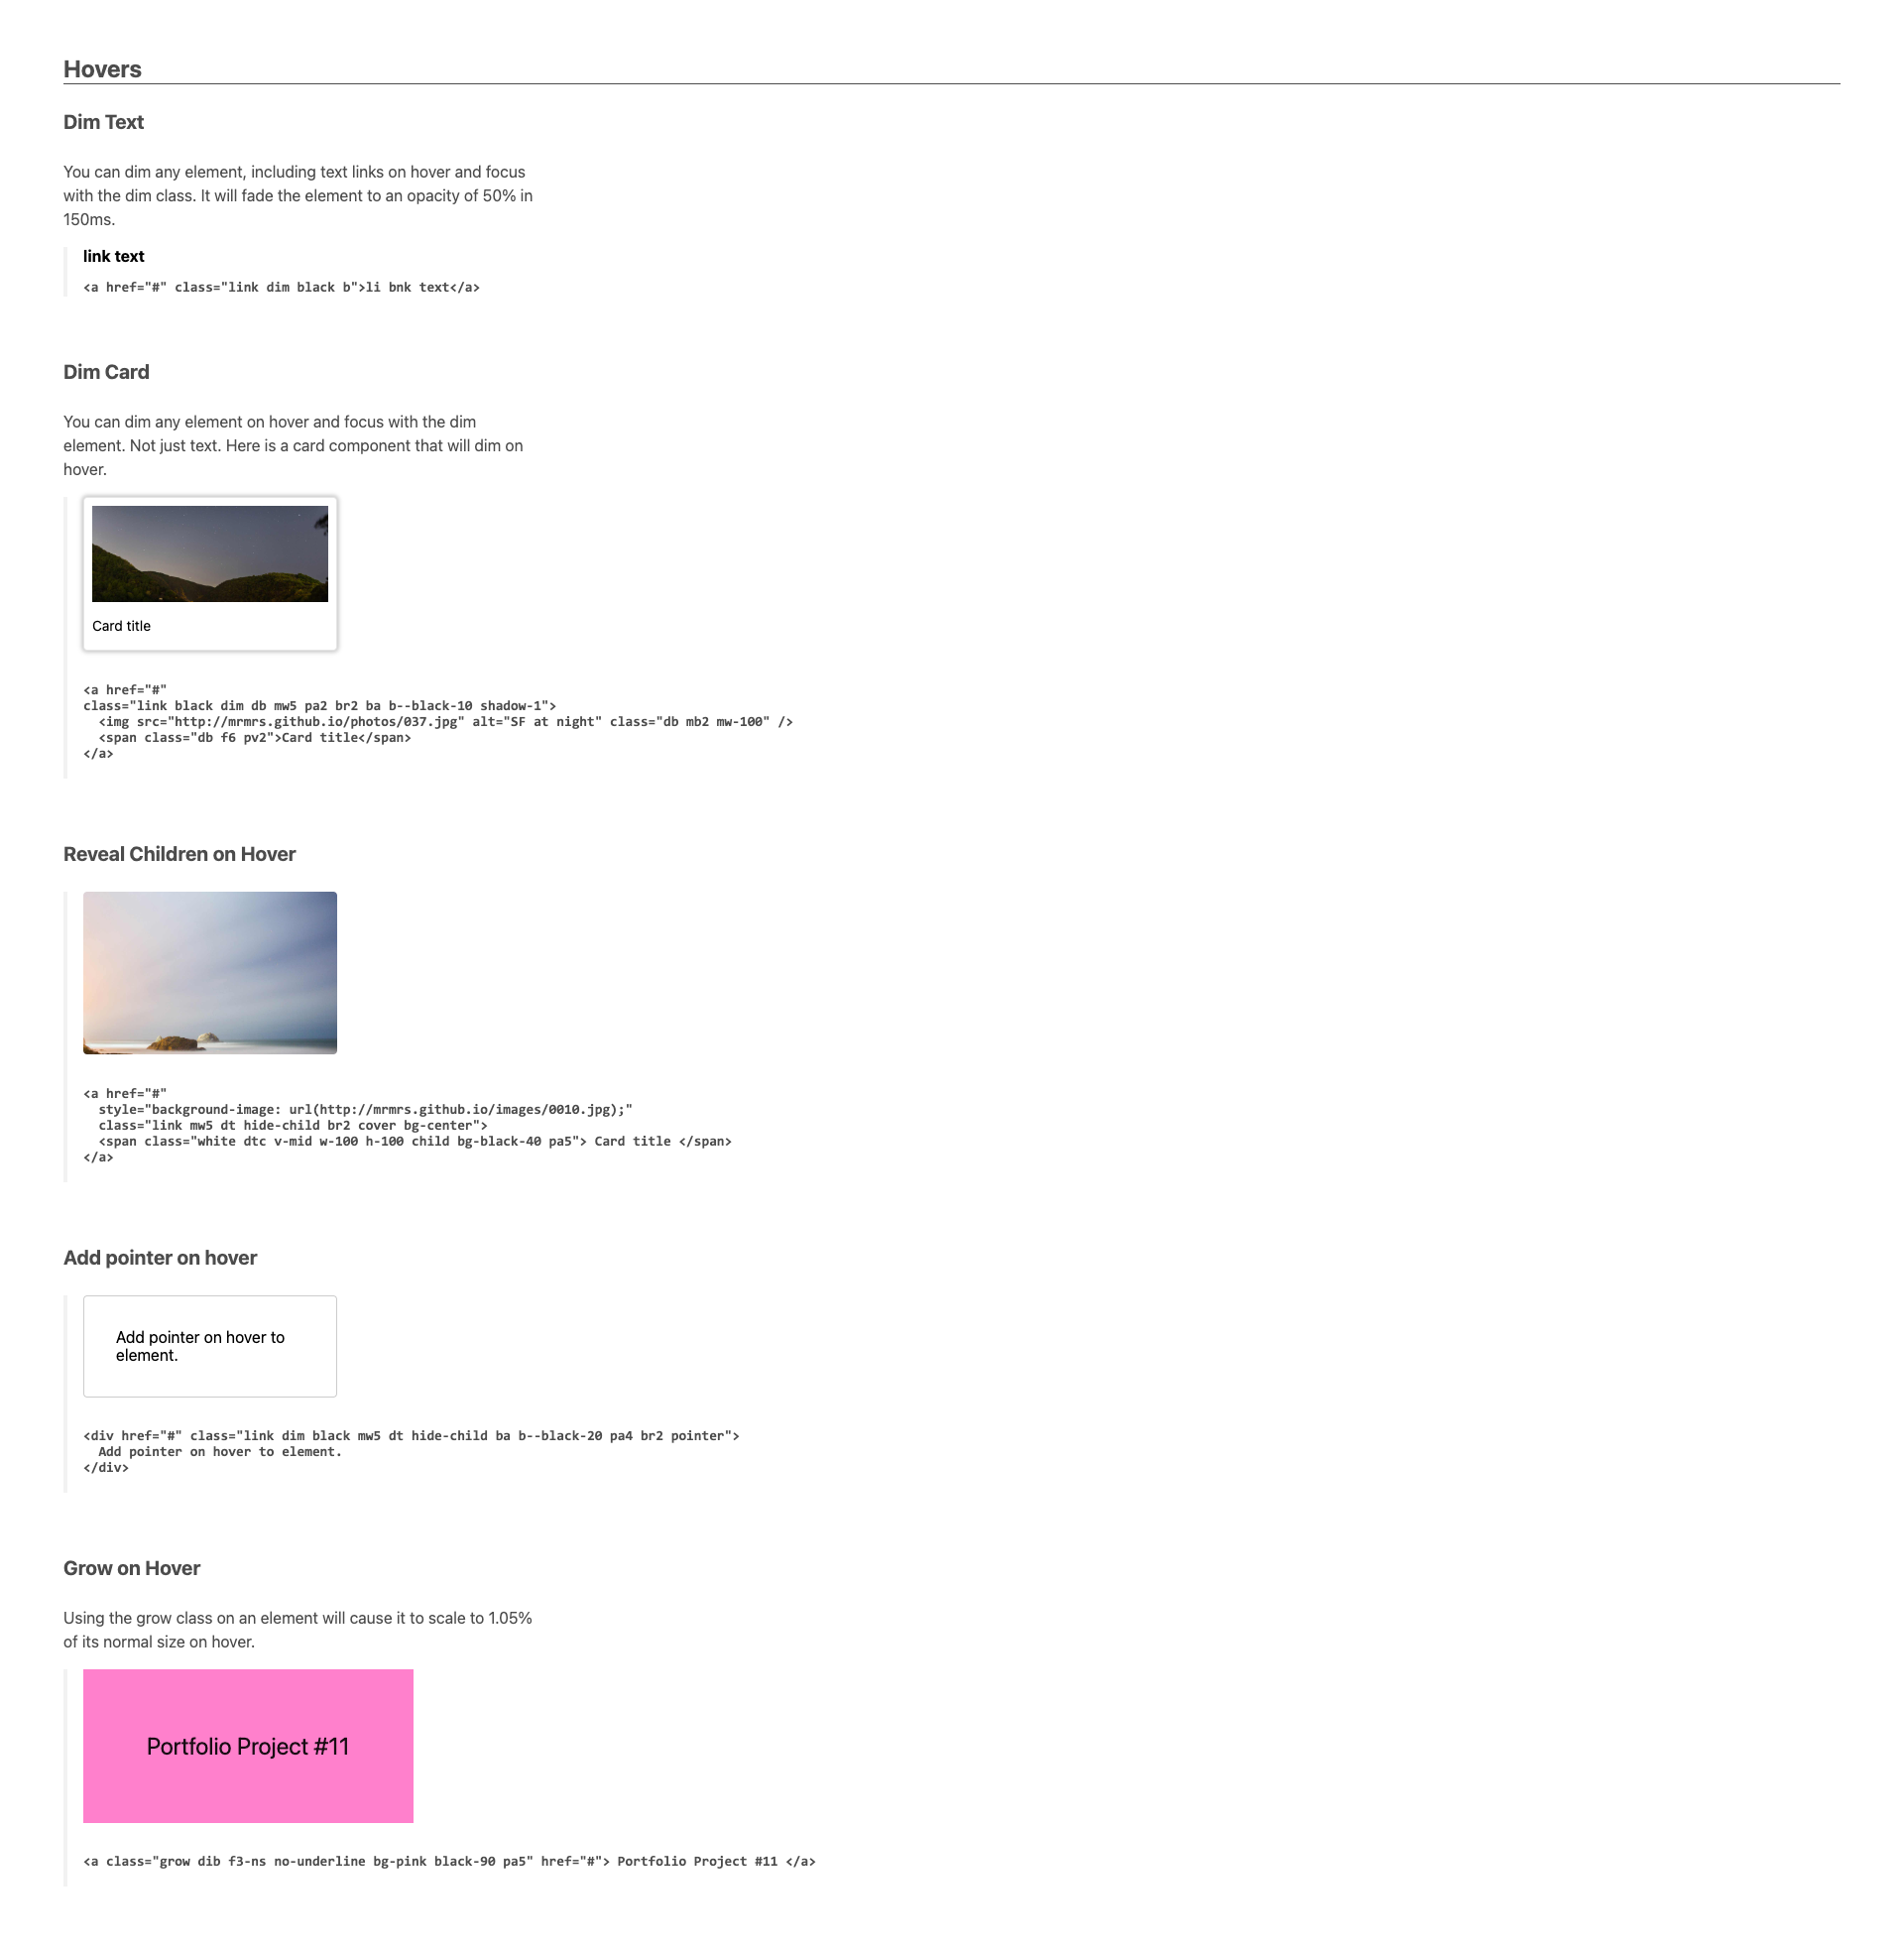 Hovers
Dim Text
You can dim any element, including text links on hover and focus
with the dim class. It will fade the element to an opacity of 50% in
150ms.
link text
<a href="#" class="link dim black b">li bnk text</a>
Dim Card
You can dim any element on hover and focus with the dim
element. Not just text. Here is a card component that will dim on
hover.
Card title
<a href="#"
class="link black dim db mw5 pa2 br2 ba b--black-10 shadow-1">
  <img src="http://mrmrs.github.io/photos/037.jpg" alt="SF at night" class="db mb2 mw-100" />
  <span class="db f6 pv2">Card title</span>
</a>
Reveal Children on Hover
<a href="#"
  style="background-image: url(http://mrmrs.github.io/images/0010.jpg);"
  class="link mw5 dt hide-child br2 cover bg-center">
  <span class="white dtc v-mid w-100 h-100 child bg-black-40 pa5"> Card title </span>
</a>
Add pointer on hover
Add pointer on hover to
element.
<div href="#" class="link dim black mw5 dt hide-child ba b--black-20 pa4 br2 pointer">
  Add pointer on hover to element.
</div>
Grow on Hover
Using the grow class on an element will cause it to scale to 1.05%
of its normal size on hover.
Portfolio Project #11
<a class="grow dib f3-ns no-underline bg-pink black-90 pa5" href="#"> Portfolio Project #11 </a>